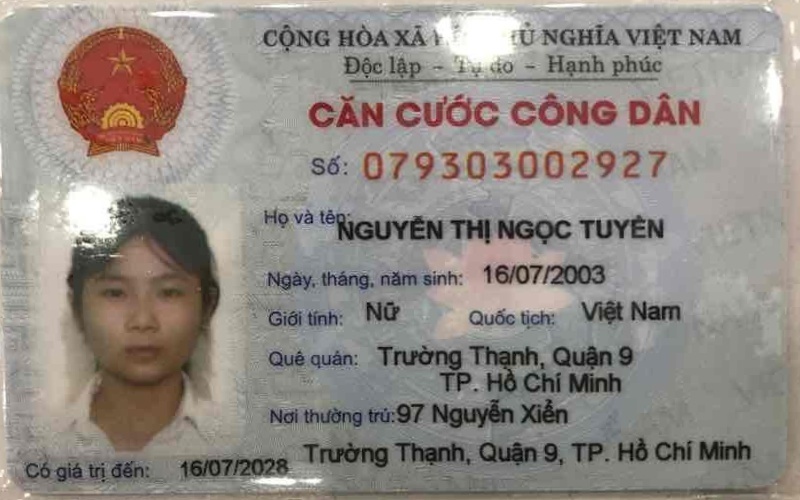 CỘNG HÒA XÃ HỦ NGHĨA VIỆT NAM
Độc lập - Tự do - Hạnh phúc
CĂN CƯỚC CÔNG DÂN
Số: 079303002927
Họ và tên: NGUYỄN THỊ NGỌC TUYÊN
Ngày, tháng, năm sinh: 16/07/2003
Giới tính: Nữ Quốc tịch: Việt Nam
Quê quán: Trường Thạnh, Quận 9
TP. Hồ Chí Minh
Nơi thường trú: 97 Nguyễn Xiển
Trường Thạnh, Quận 9, TP. Hồ Chí Minh
Có giá trị đến: 16/07/2028